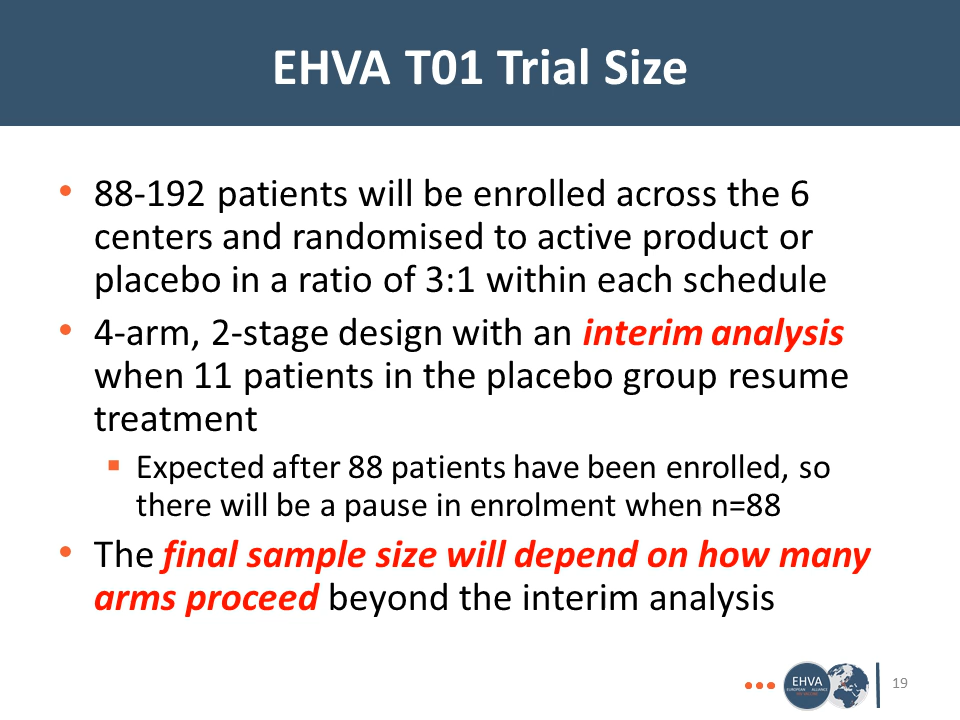 EHVA T01 Trial Size
• 88-192 patients will be enrolled across the 6
centers and randomised to active product or
placebo in a ratio of 3:1 within each schedule
• 4-arm, 2-stage design with an interim analysis
when 11 patients in the placebo group resume
treatment
▪ Expected after 88 patients have been enrolled, so
there will be a pause in enrolment when n=88
• The final sample size will depend on how many
arms proceed beyond the interim analysis
EHVA
EUROPEAN ALLIANCE
19